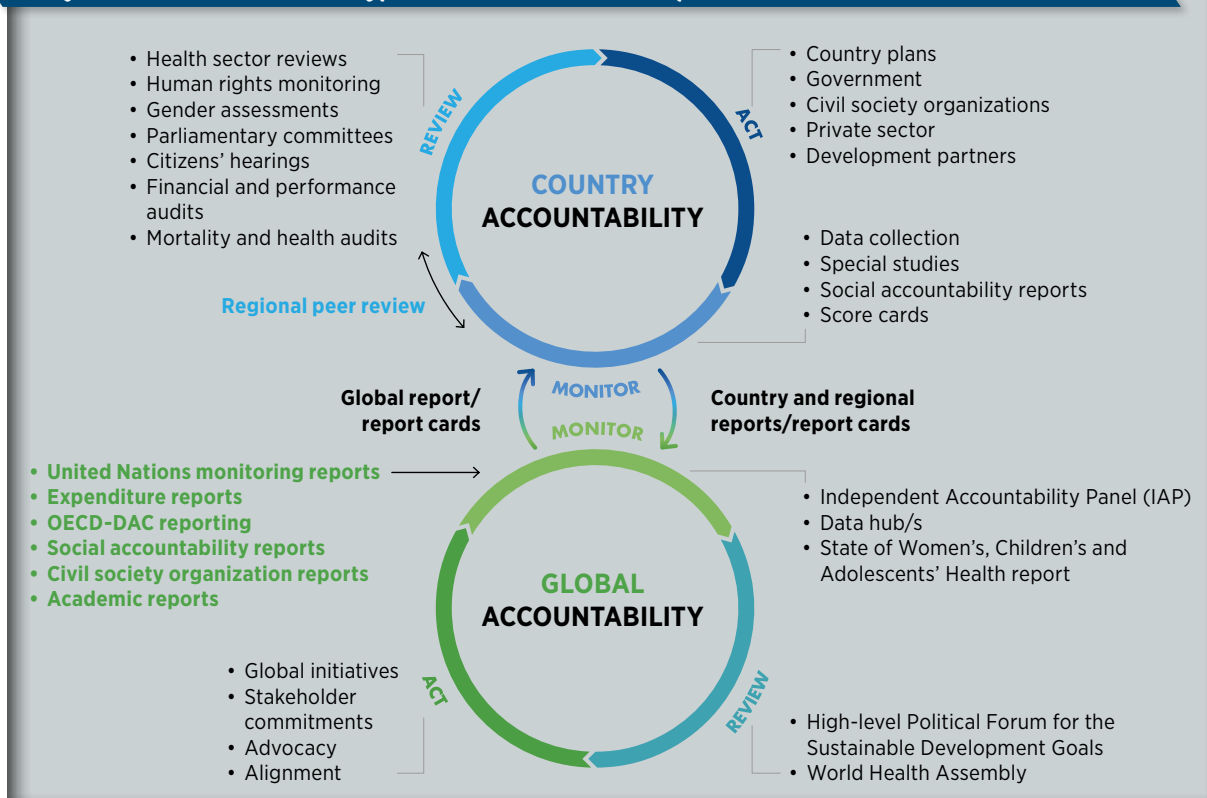 • Health sector reviews
• Human rights monitoring
• Gender assessments
• Parliamentary committees
• Citizens’ hearings
• Financial and performance
audits
• Mortality and health audits
REVIEW
ACT
• Country plans
• Government
• Civil society organizations
• Private sector
• Development partners
COUNTRY
ACCOUNTABILITY
• Data collection
• Special studies
• Social accountability reports
• Score cards
Regional peer review
MONITOR
Global report/
report cards
Country and regional
reports/report cards
MONITOR
• United Nations monitoring reports
• Expenditure reports
• OECD-DAC reporting
• Social accountability reports
• Civil society organization reports
• Academic reports
• Independent Accountability Panel (IAP)
• Data hub/s
• State of Women’s, Children’s and
Adolescents’ Health report
GLOBAL
ACCOUNTABILITY
• Global initiatives
• Stakeholder
commitments
• Advocacy
• Alignment
ACT
REVIEW
• High-level Political Forum for the
Sustainable Development Goals
• World Health Assembly